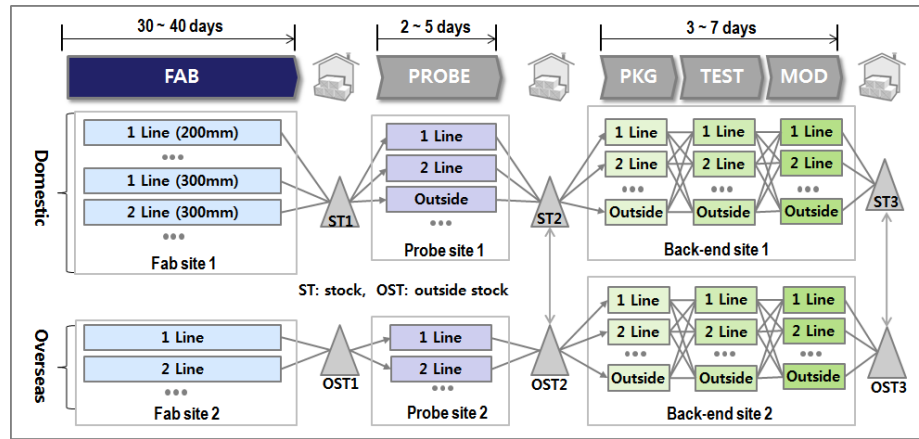 30 ~ 40 days
2 ~ 5 days
3 ~ 7 days
FAB
PROBE
PKG
TEST
MOD
Domestic
1 Line (200mm)
•••
1 Line (300mm)
2 Line (300mm)
•••
Fab site 1
ST1
1 Line
2 Line
Outside
•••
Probe site 1
ST2
1 Line
1 Line
1 Line
2 Line
2 Line
2 Line
•••
•••
•••
Outside
Outside
Outside
Back-end site 1
ST3
ST: stock, OST: outside stock
Overseas
1 Line
2 Line
•••
Fab site 2
OST1
1 Line
2 Line
•••
Probe site 2
OST2
1 Line
1 Line
1 Line
2 Line
2 Line
2 Line
•••
•••
•••
Outside
Outside
Outside
Back-end site 2
OST3